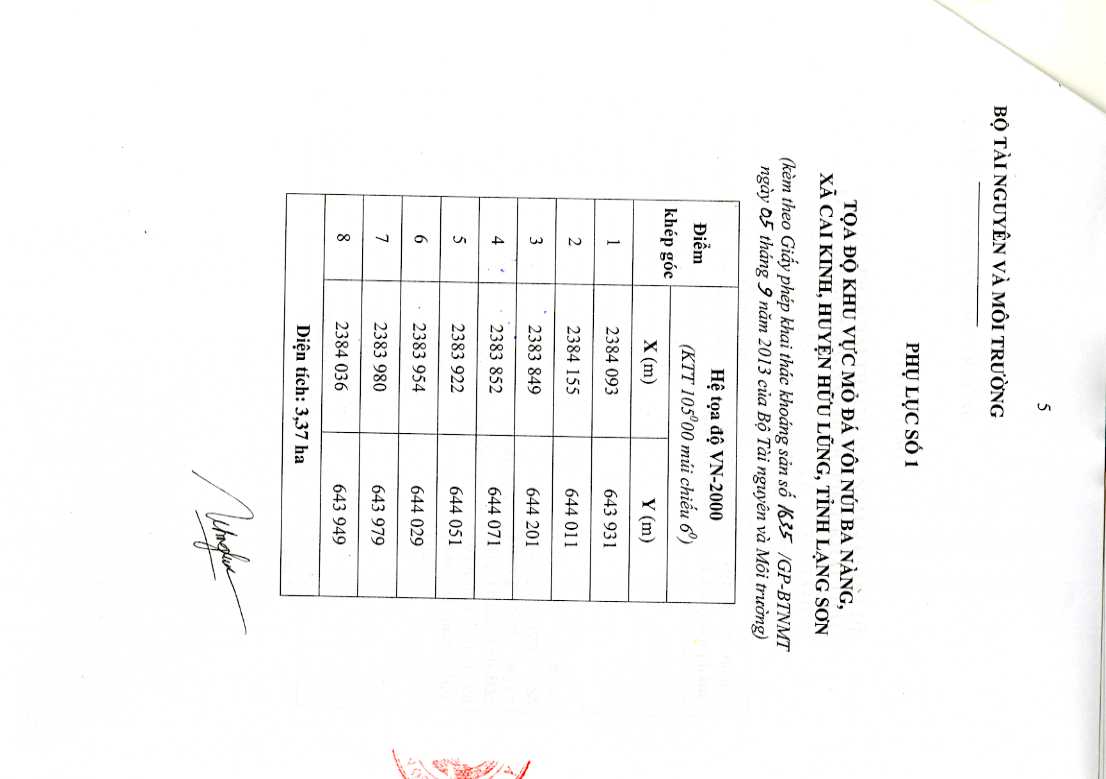 5
BỘ TÀI NGUYÊN VÀ MÔI TRƯỜNG
PHỤ LỤC SỐ 1
TỌA ĐỘ KHU VỰC MỎ ĐÁ VÔI NÚI BA NÀNG,
XÃ CAI KINH, HUYỆN HỮU LŨNG, TỈNH LẠNG SƠN
(kèm theo Giấy phép khai thác khoáng sản số 1635 /GP-BTNMT
ngày 05 tháng 9 năm 2013 của Bộ Tài nguyên và Môi trường)
Điểm khép góc
Hệ tọa độ VN-2000
(KTT 105⁰00 múi chiếu 6⁰)
X (m) Y (m)
1 2384 093 643 931
2 2384 155 644 011
3 2383 849 644 201
4 2383 852 644 071
5 2383 922 644 051
6 2383 954 644 029
7 2383 980 643 979
8 2384 036 643 949
Diện tích: 3,37 ha